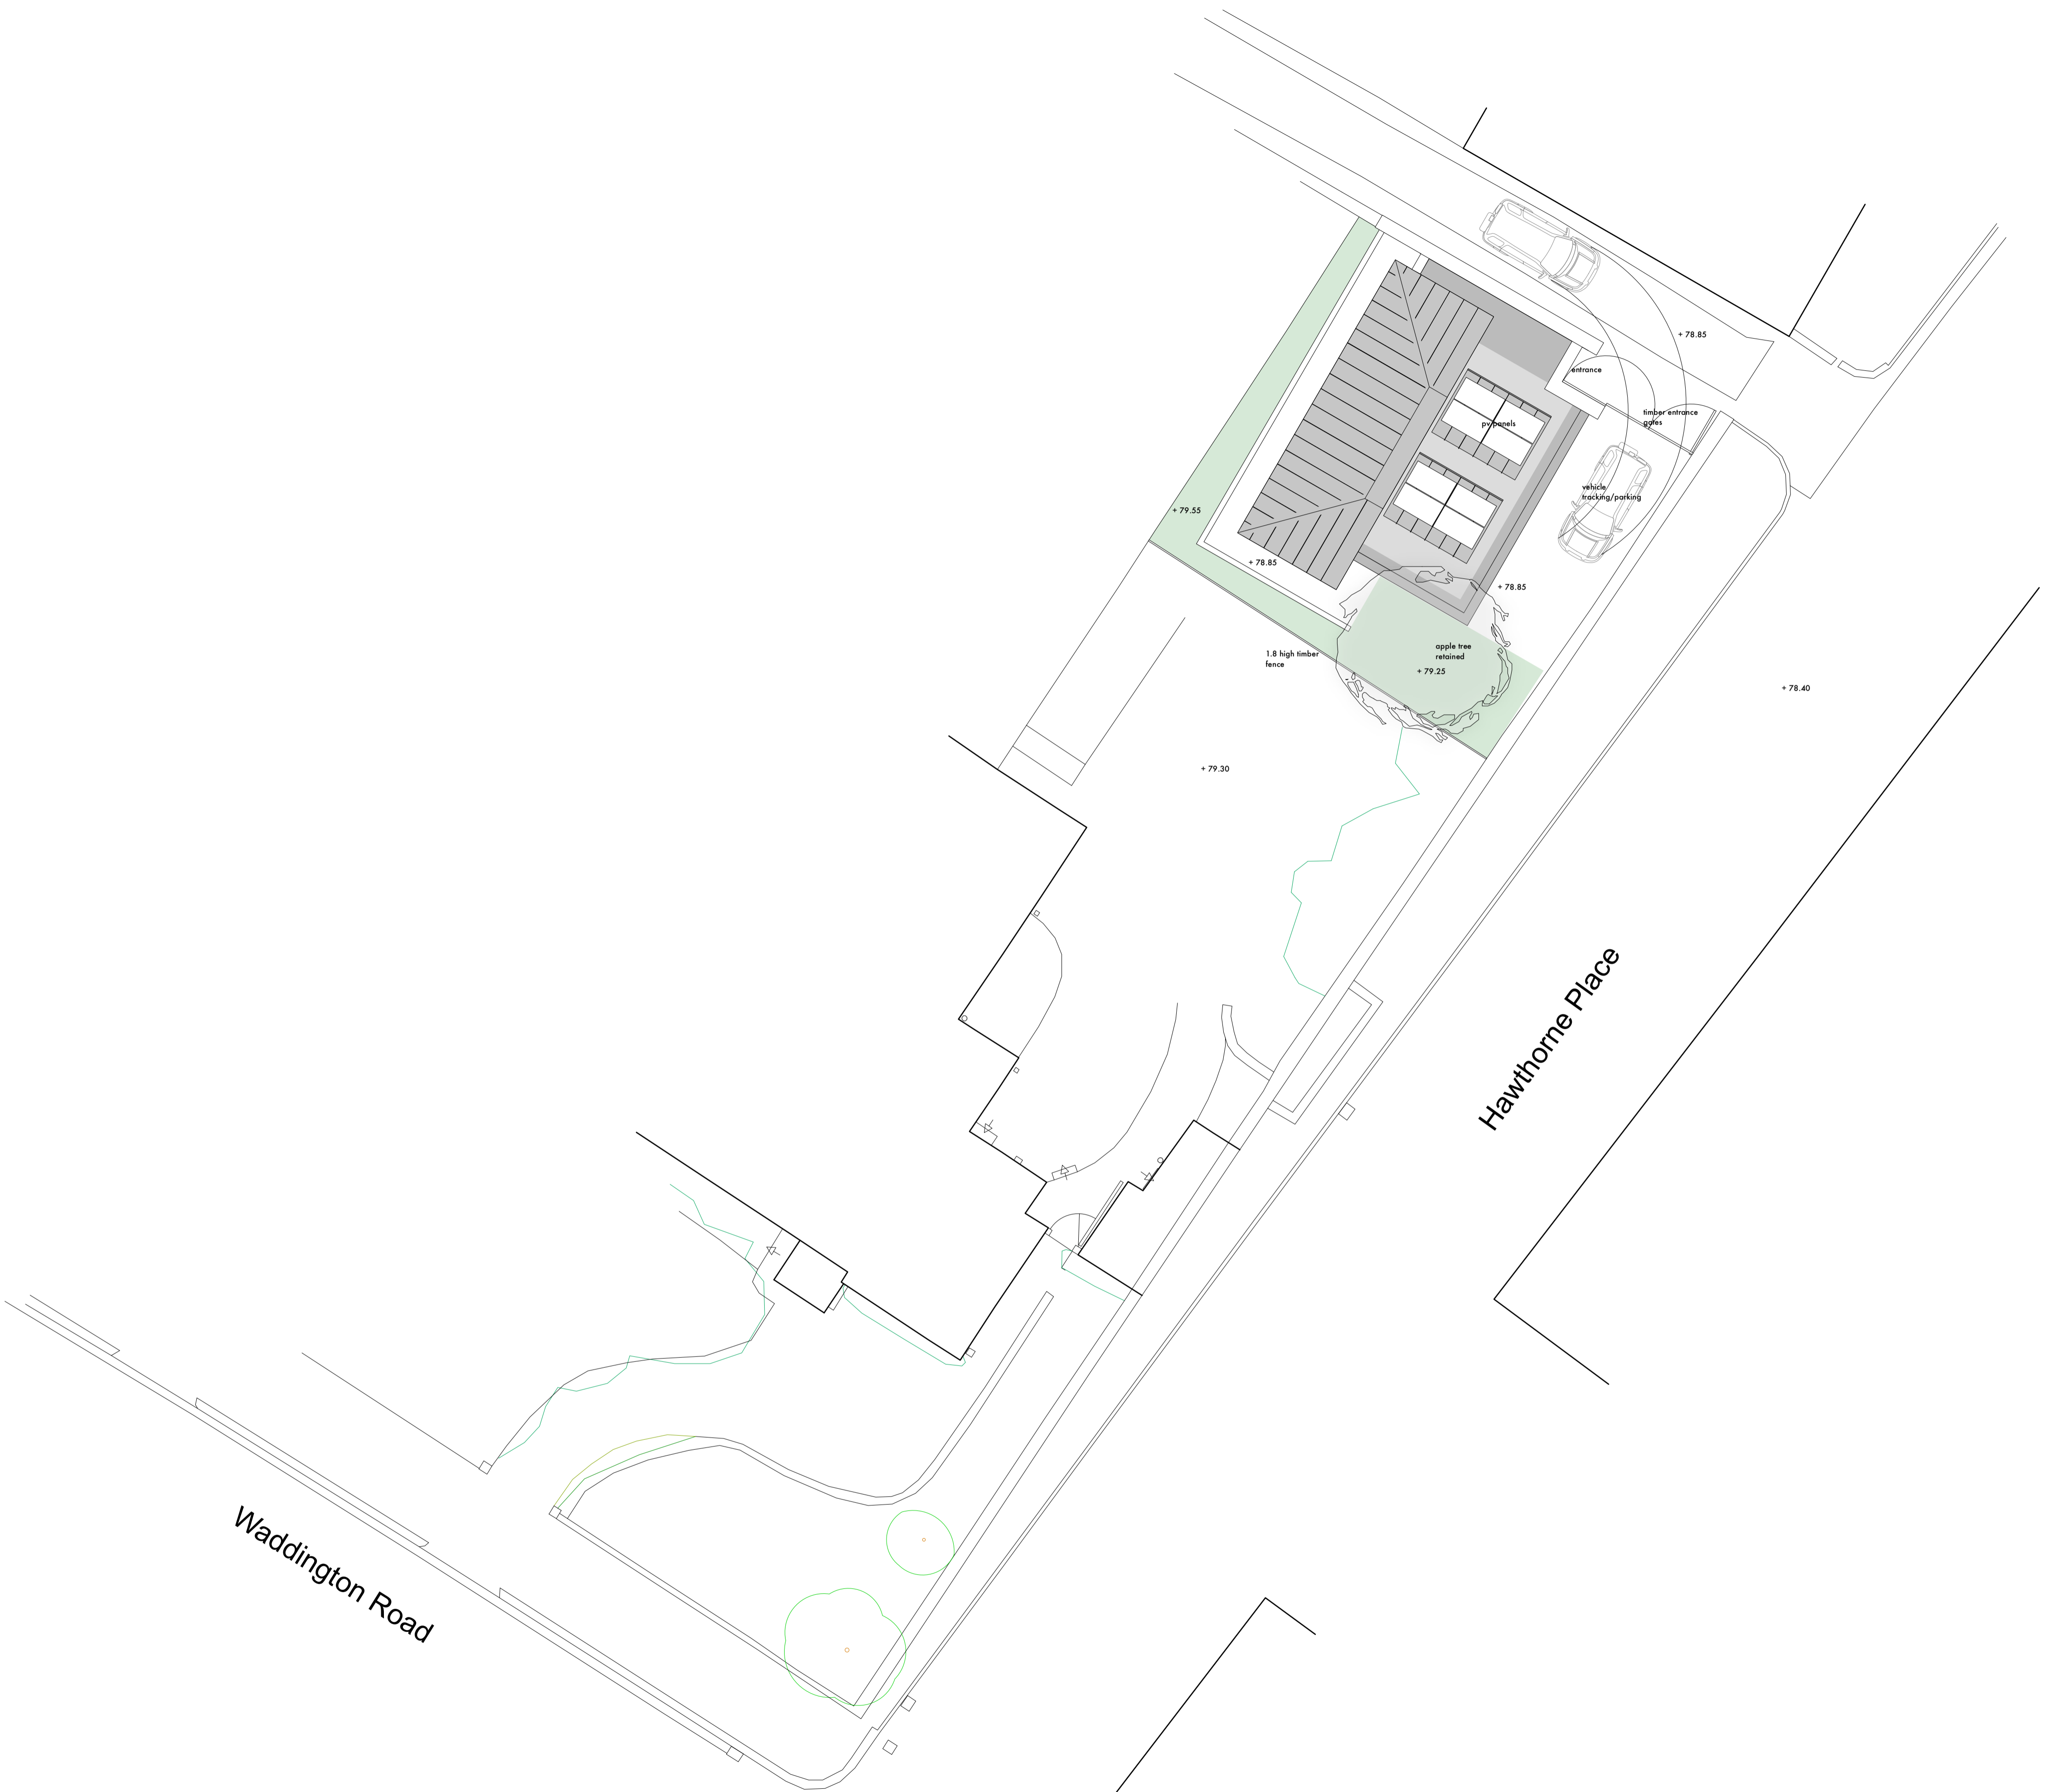 + 78.85
entrance
timber entrance
gates
pv panels
vehicle
tracking/parking
+ 79.55
+ 78.85
+ 78.85
1.8 high timber
fence
apple tree
retained
+ 79.25
+ 78.40
+ 79.30
Hawthorne Place
Waddington Road